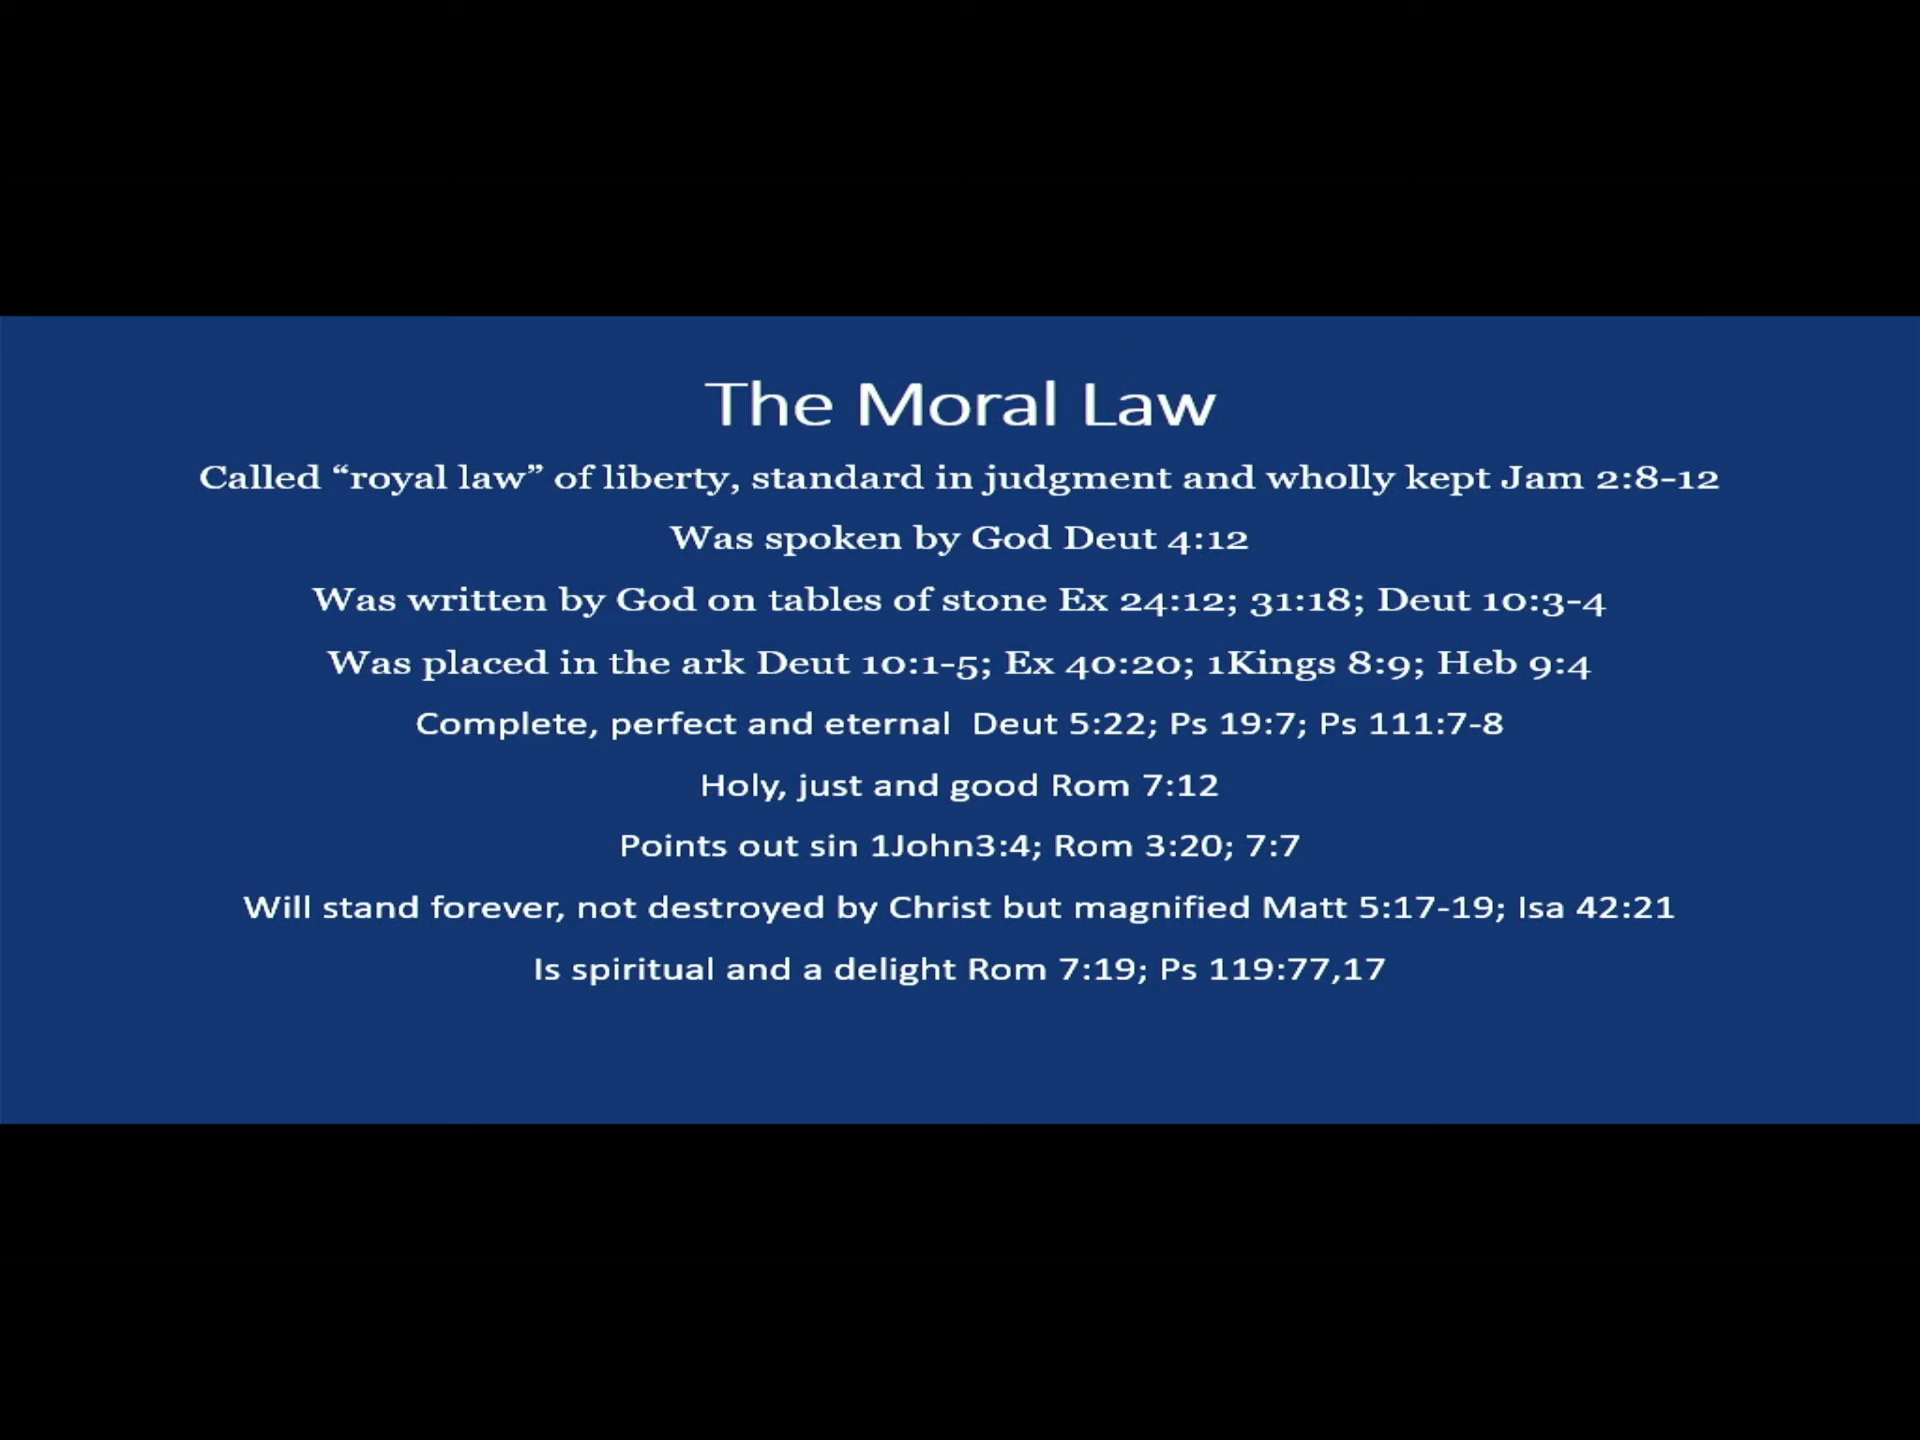 The Moral Law
Called “royal law” of liberty, standard in judgment and wholly kept Jam 2:8-12
Was spoken by God Deut 4:12
Was written by God on tables of stone Ex 24:12; 31:18; Deut 10:3-4
Was placed in the ark Deut 10:1-5; Ex 40:20; 1Kings 8:9; Heb 9:4
Complete, perfect and eternal  Deut 5:22; Ps 19:7; Ps 111:7-8
Holy, just and good Rom 7:12
Points out sin 1John3:4; Rom 3:20; 7:7
Will stand forever, not destroyed by Christ but magnified Matt 5:17-19; Isa 42:21
Is spiritual and a delight Rom 7:19; Ps 119:77,17